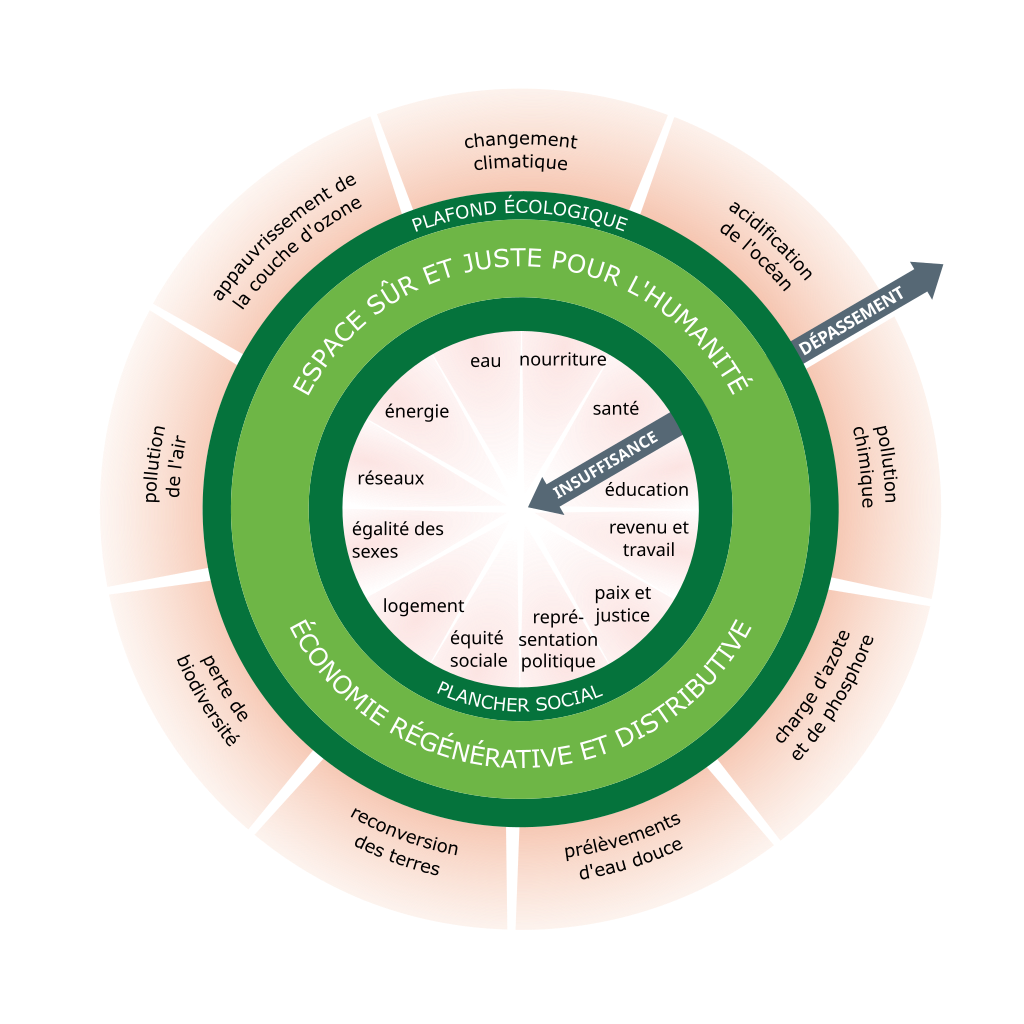 changement
climatique
acidification
de l'océan
DÉPASSEMENT
pollution
chimique
charge d'azote
et de phosphore
prélèvements
d'eau douce
reconversion
des terres
perte de
biodiversité
pollution
de l'air
appauvrissement de
la couche d'ozone
PLAFOND ÉCOLOGIQUE
ESPACE SÛR ET JUSTE POUR L'HUMANITÉ
eau
nourriture
santé
INSUFFISANCE
éducation
revenu et
travail
paix et
justice
repré-
sentation
politique
équité
sociale
logement
égalité des
sexes
réseaux
énergie
PLANCHER SOCIAL
ÉCONOMIE RÉGÉNÉRATIVE ET DISTRIBUTIVE